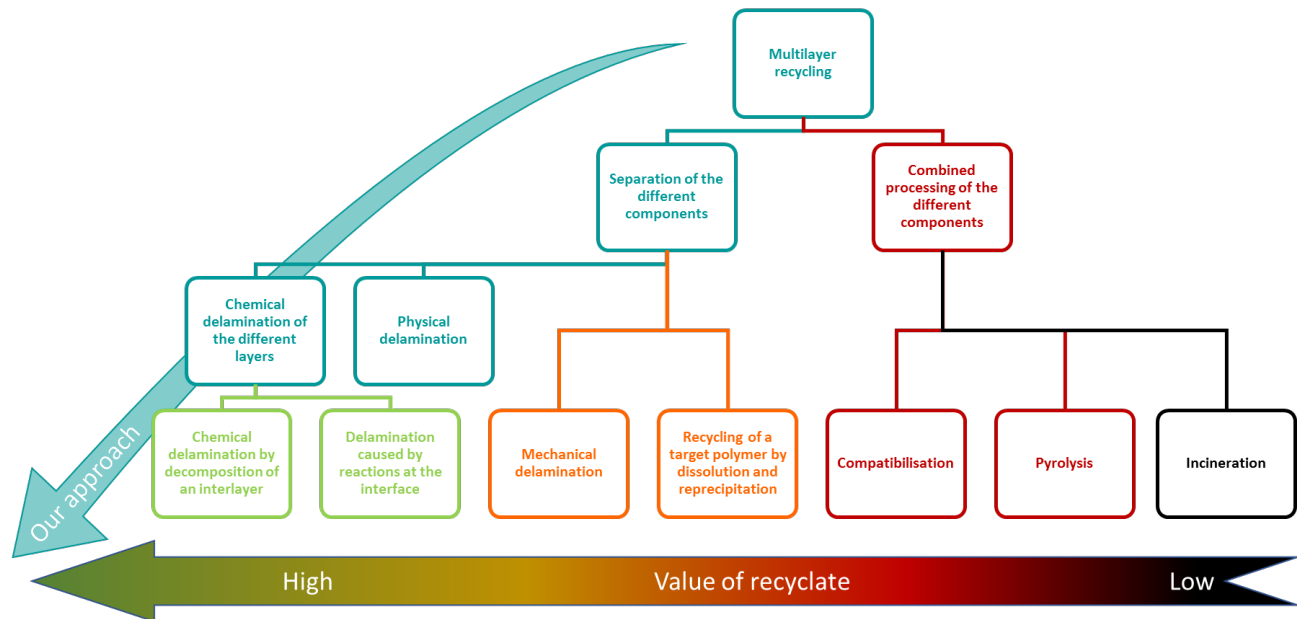 Multilayer
recycling
Separation of the
different
components
Combined
processing of the
different
components
Chemical
delamination of
the different
layers
Physical
delamination
Chemical
delamination by
decomposition of
an interlayer
Delamination
caused by
reactions at the
interface
Mechanical
delamination
Recycling of a
target polymer by
dissolution and
reprecipitation
Compatibilisation
Pyrolysis
Incineration
Our approach
High
Value of recyclate
Low